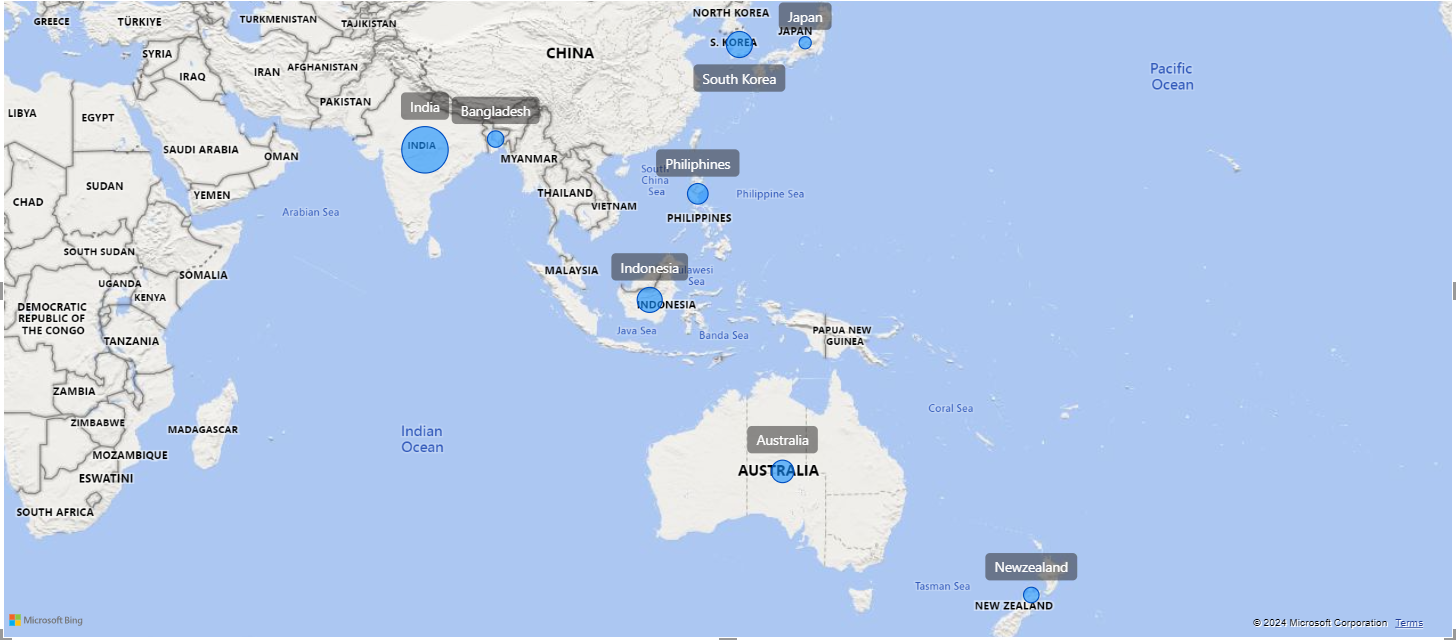 GREECE
TÜRKIYE
TURKMENISTAN
TAJIKISTAN
NORTH KOREA
Japan
JAPAN
S. KOREA
SYRIA
CHINA
IRAQ
IRAN
AFGHANISTAN
South Korea
Pacific
Ocean
PAKISTAN
LIBYA
EGYPT
India
Bangladesh
INDIA
SAUDI ARABIA
OMAN
MYANMAR
Philiphines
South
China
Sea
SUDAN
YEMEN
CHAD
THAILAND
VIETNAM
Philippine Sea
Arabian Sea
PHILIPPINES
SOUTH SUDAN
SOMALIA
MALAYSIA
Indonesia
Sea
UGANDA
KENYA
DEMOCRATIC
REPUBLIC OF
THE CONGO
INDONESIA
TANZANIA
Java Sea
Banda Sea
PAPUA NEW
GUINEA
ZAMBIA
Coral Sea
ZIMBABWE
MADAGASCAR
Indian
Ocean
Australia
MOZAMBIQUE
AUSTRALIA
ESWATINI
SOUTH AFRICA
Newzealand
Tasman Sea
NEW ZEALAND
Microsoft Bing
© 2024 Microsoft Corporation Terms